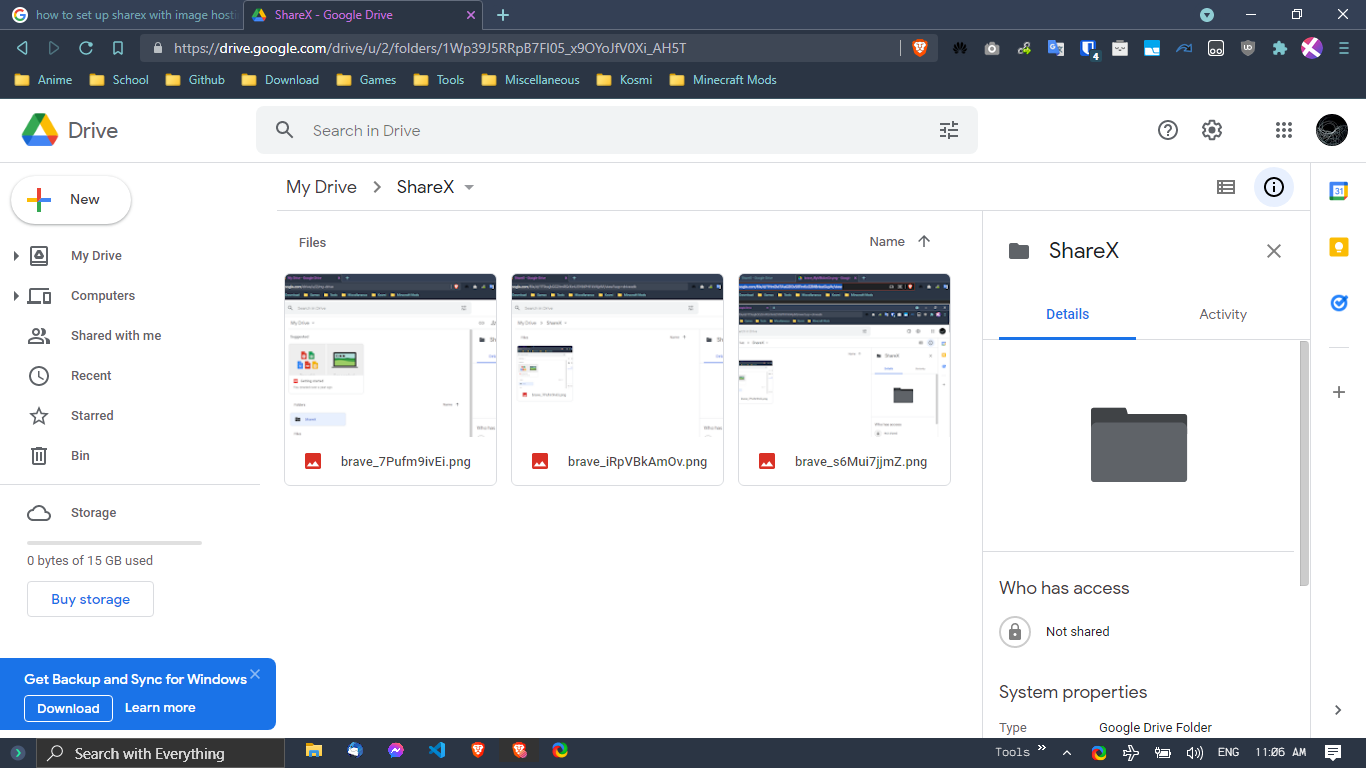 how to set up sharex with image hosti
ShareX - Google Drive
https://drive.google.com/drive/u/2/folders/1Wp39J5RRpB7FI05_x9OYoJfV0Xi_AH5T
4
Anime School Github Download Games Tools Miscellaneous Kosmi Minecraft Mods
Drive
Search in Drive
New
My Drive
Computers
Shared with me
Recent
Starred
Bin
Storage
0 bytes of 15 GB used
Buy storage
Get Backup and Sync for Windows
Download Learn more
My Drive ShareX
Files
Name
brave_7Pufm9ivEi.png
brave_iRpVBkAmOv.png
brave_s6Mui7jjmZ.png
ShareX
Details Activity
Who has access
Not shared
System properties
Type Google Drive Folder
31
Search with Everything
Tools
ENG
11:06 AM